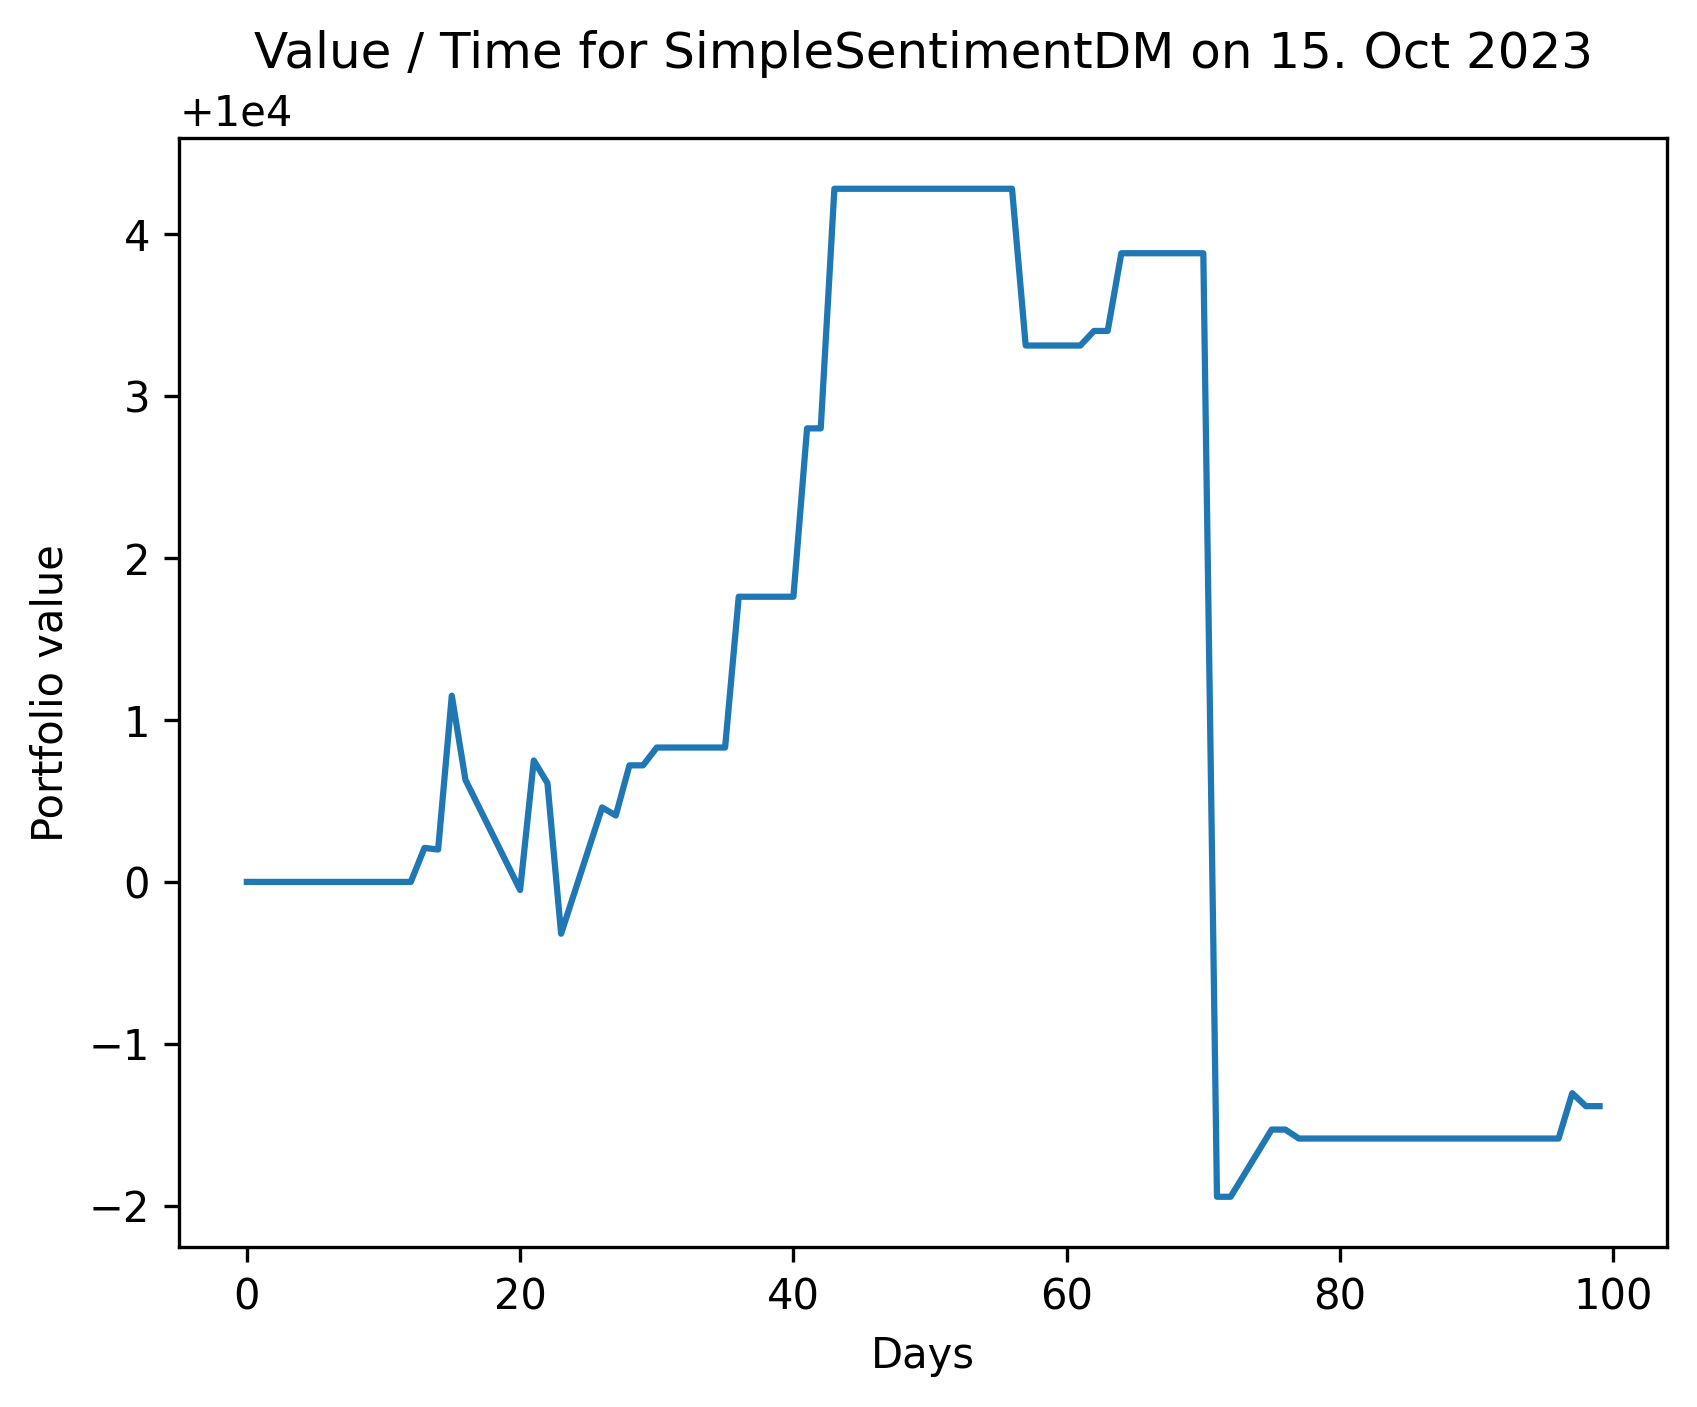 Value / Time for SimpleSentimentDM on 15. Oct 2023
+1e4
4
3
2
1
0
−1
−2
Portfolio value
0 20 40 60 80 100
Days